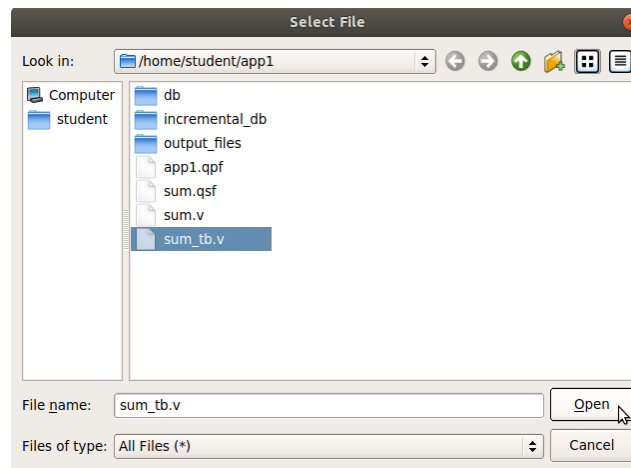 Select File
Look in: /home/student/app1
Computer
student
db
incremental_db
output_files
app1.qpf
sum.qsf
sum.v
sum_tb.v
File name: sum_tb.v
Open
Files of type: All Files (*)
Cancel